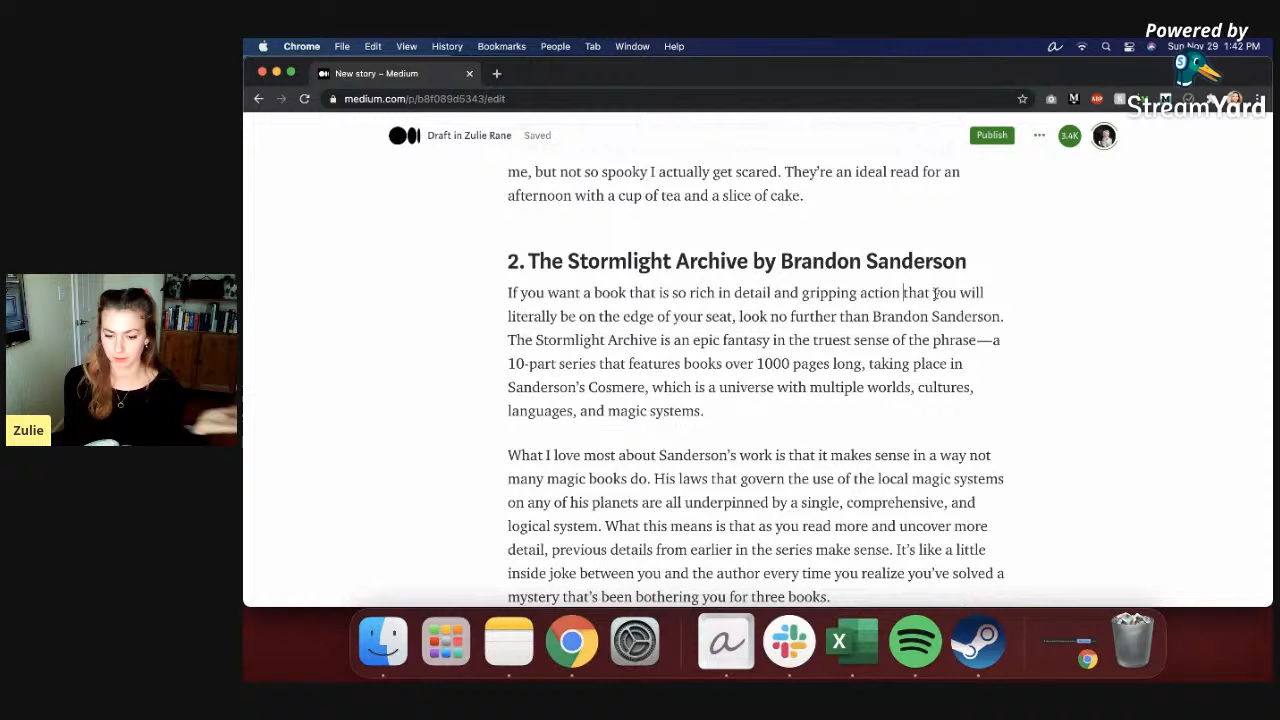 Powered by
StreamYard
Chrome File Edit View History Bookmarks People Tab Window Help
Sun Nov 29 1:42 PM
New story – Medium
medium.com/p/b8f089d5343/edit
Draft in Zulie Rane Saved
Publish
3.4K
me, but not so spooky I actually get scared. They’re an ideal read for an
afternoon with a cup of tea and a slice of cake.
2. The Stormlight Archive by Brandon Sanderson
If you want a book that is so rich in detail and gripping action that you will
literally be on the edge of your seat, look no further than Brandon Sanderson.
The Stormlight Archive is an epic fantasy in the truest sense of the phrase—a
10-part series that features books over 1000 pages long, taking place in
Sanderson’s Cosmere, which is a universe with multiple worlds, cultures,
languages, and magic systems.
What I love most about Sanderson’s work is that it makes sense in a way not
many magic books do. His laws that govern the use of the local magic systems
on any of his planets are all underpinned by a single, comprehensive, and
logical system. What this means is that as you read more and uncover more
detail, previous details from earlier in the series make sense. It’s like a little
inside joke between you and the author every time you realize you’ve solved a
mystery that’s been bothering you for three books.
Zulie